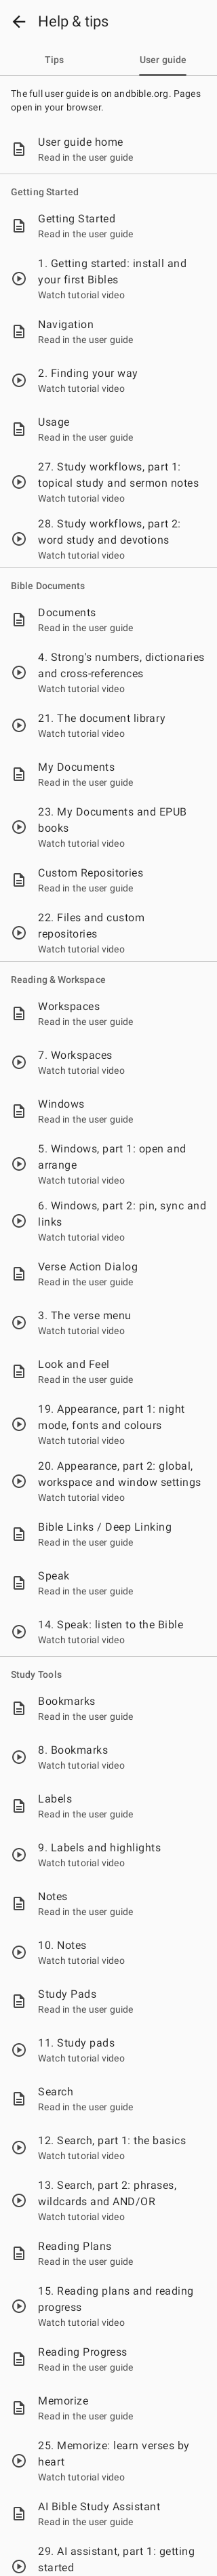 Help & tips
Tips
User guide
The full user guide is on andbible.org. Pages
open in your browser.
User guide home
Read in the user guide
Getting Started
Getting Started
Read in the user guide
1. Getting started: install and
your first Bibles
Watch tutorial video
Navigation
Read in the user guide
2. Finding your way
Watch tutorial video
Usage
Read in the user guide
27. Study workflows, part 1:
topical study and sermon notes
Watch tutorial video
28. Study workflows, part 2:
word study and devotions
Watch tutorial video
Bible Documents
Documents
Read in the user guide
4. Strong's numbers, dictionaries
and cross-references
Watch tutorial video
21. The document library
Watch tutorial video
My Documents
Read in the user guide
23. My Documents and EPUB
books
Watch tutorial video
Custom Repositories
Read in the user guide
22. Files and custom
repositories
Watch tutorial video
Reading & Workspace
Workspaces
Read in the user guide
7. Workspaces
Watch tutorial video
Windows
Read in the user guide
5. Windows, part 1: open and
arrange
Watch tutorial video
6. Windows, part 2: pin, sync and
links
Watch tutorial video
Verse Action Dialog
Read in the user guide
3. The verse menu
Watch tutorial video
Look and Feel
Read in the user guide
19. Appearance, part 1: night
mode, fonts and colours
Watch tutorial video
20. Appearance, part 2: global,
workspace and window settings
Watch tutorial video
Bible Links / Deep Linking
Read in the user guide
Speak
Read in the user guide
14. Speak: listen to the Bible
Watch tutorial video
Study Tools
Bookmarks
Read in the user guide
8. Bookmarks
Watch tutorial video
Labels
Read in the user guide
9. Labels and highlights
Watch tutorial video
Notes
Read in the user guide
10. Notes
Watch tutorial video
Study Pads
Read in the user guide
11. Study pads
Watch tutorial video
Search
Read in the user guide
12. Search, part 1: the basics
Watch tutorial video
13. Search, part 2: phrases,
wildcards and AND/OR
Watch tutorial video
Reading Plans
Read in the user guide
15. Reading plans and reading
progress
Watch tutorial video
Reading Progress
Read in the user guide
Memorize
Read in the user guide
25. Memorize: learn verses by
heart
Watch tutorial video
AI Bible Study Assistant
Read in the user guide
29. AI assistant, part 1: getting
started